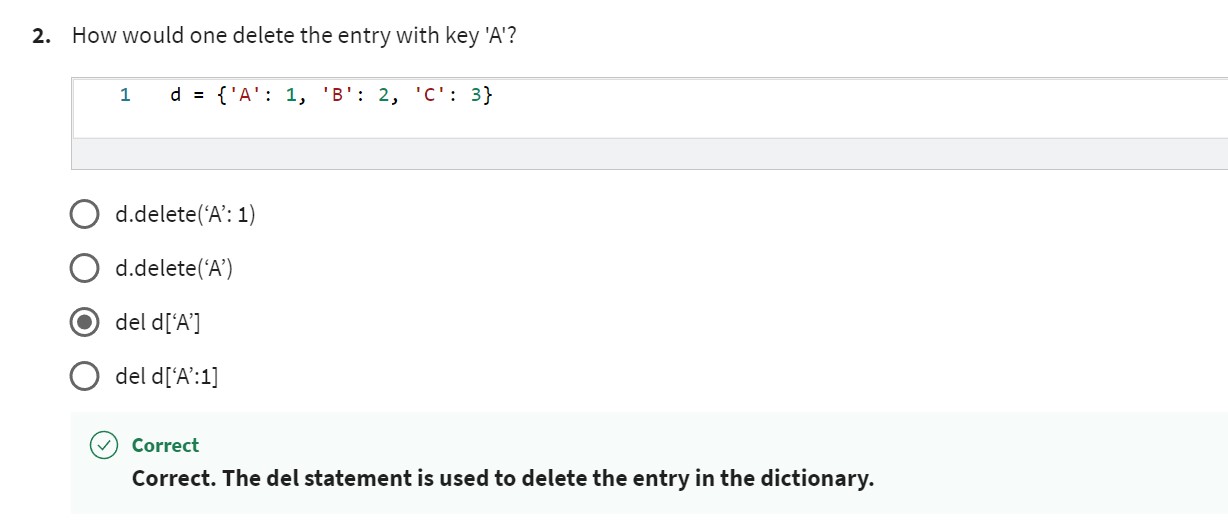 2. How would one delete the entry with key 'A'?
1 d = {'A': 1, 'B': 2, 'C': 3}
d.delete(‘A’: 1)
d.delete(‘A’)
del d[‘A’]
del d[‘A’:1]
Correct
Correct. The del statement is used to delete the entry in the dictionary.